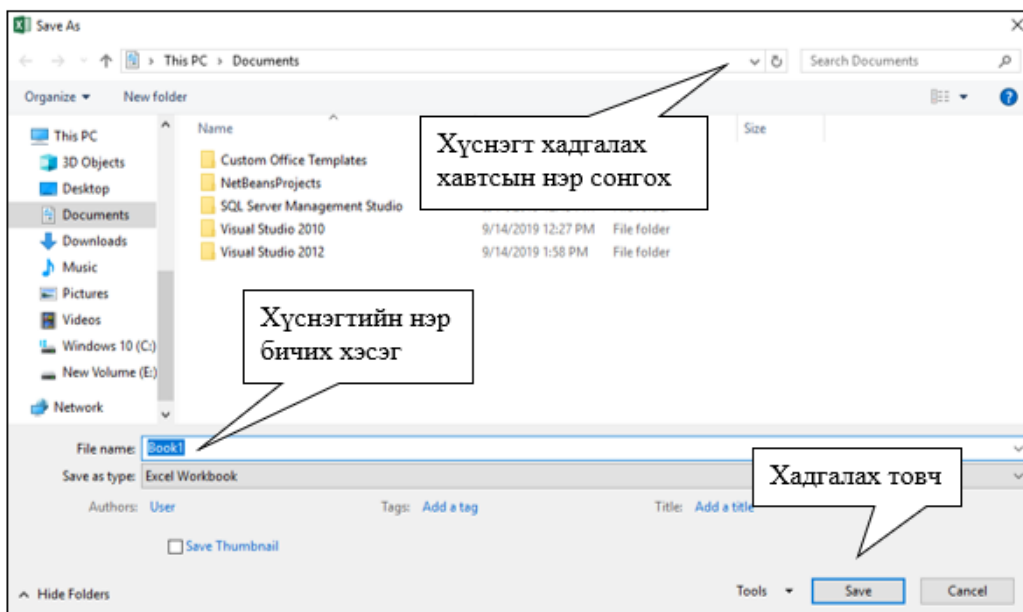 Save As
This PC > Documents
Search Documents
Organize
New folder
This PC
3D Objects
Desktop
Documents
Downloads
Music
Pictures
Videos
Windows 10 (C:)
New Volume (E:)
Network
Name
Size
Custom Office Templates
NetBeansProjects
SQL Server Management Studio
Visual Studio 2010
9/14/2019 12:27 PM
File folder
Visual Studio 2012
9/14/2019 1:58 PM
File folder
Хүснэгт хадгалах
хавтсын нэр сонгох
Хүснэгтийн нэр
бичих хэсэг
File name: Book1
Save as type: Excel Workbook
Хадгалах товч
Authors: User
Tags: Add a tag
Title: Add a title
Save Thumbnail
Hide Folders
Tools
Save
Cancel